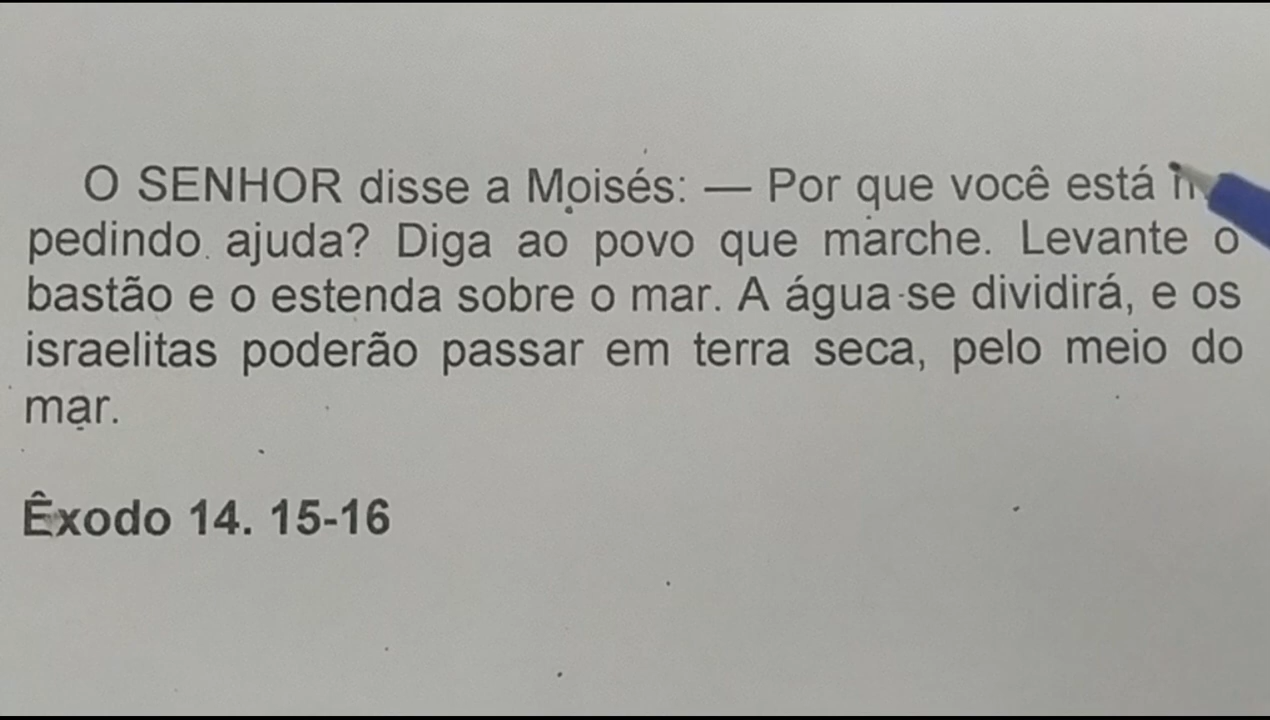 O SENHOR disse a Moisés: — Por que você está
pedindo ajuda? Diga ao povo que marche. Levante o
bastão e o estenda sobre o mar. A água se dividirá, e os
israelitas poderão passar em terra seca, pelo meio do
mar.
Êxodo 14. 15-16